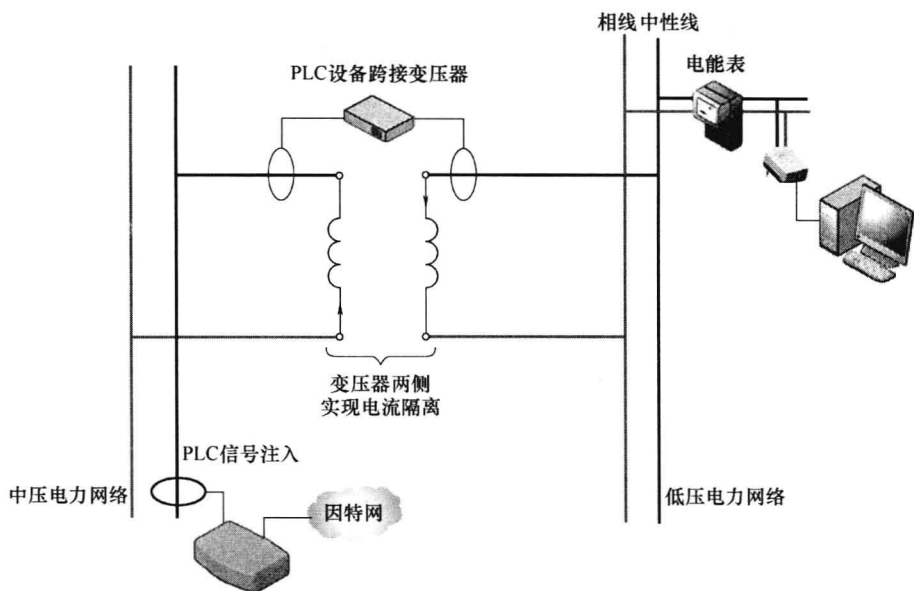 相线 中性线
PLC设备跨接变压器
电能表
变压器两侧
实现电流隔离
PLC信号注入
中压电力网络
因特网
低压电力网络